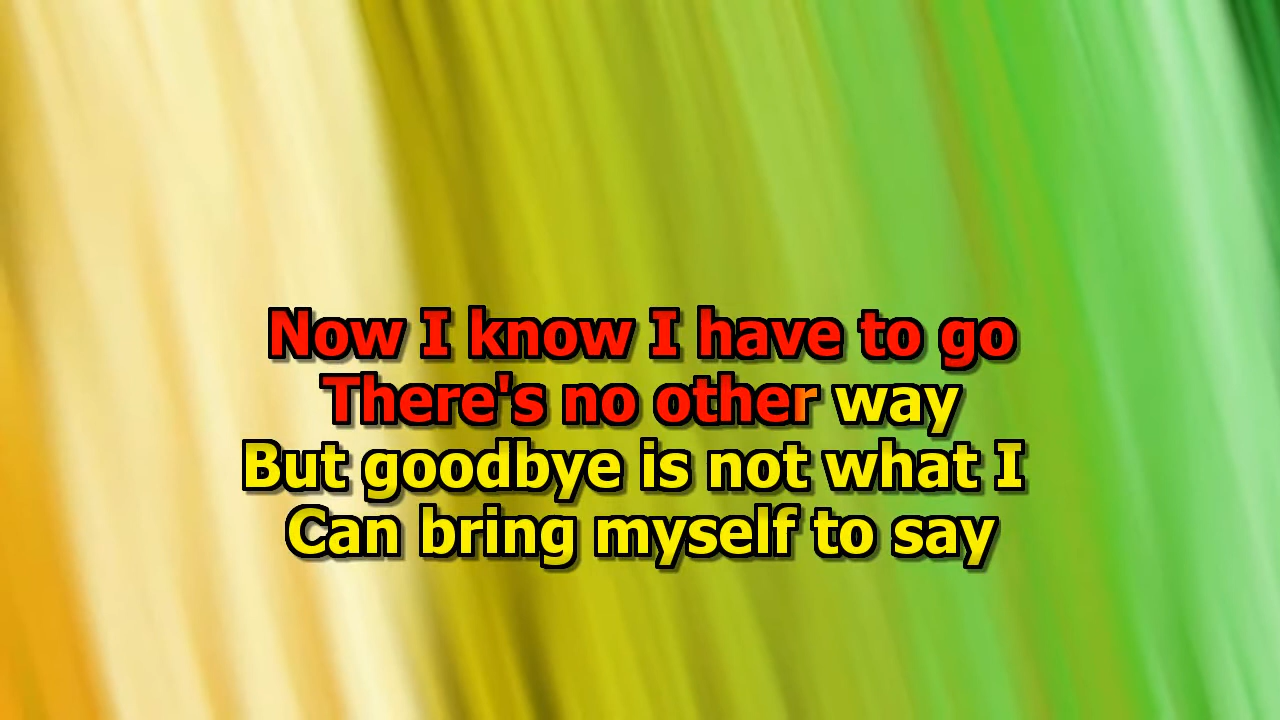 Now I know I have to go
There's no other way
But goodbye is not what I
Can bring myself to say